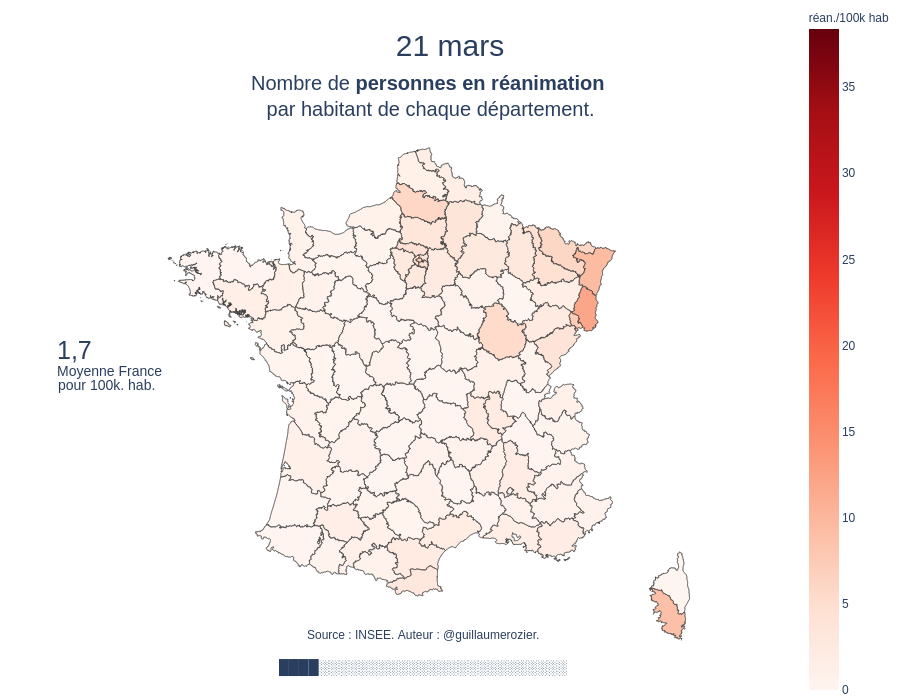 réan./100k hab
21 mars
Nombre de personnes en réanimation
par habitant de chaque département.
35
30
25
20
15
10
5
0
1,7
Moyenne France
pour 100k. hab.
Source : INSEE. Auteur : @guillaumerozier.